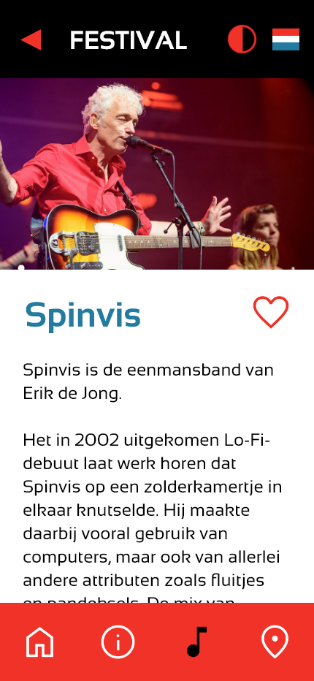 FESTIVAL
Spinvis
Spinvis is de eenmansband van
Erik de Jong.
Het in 2002 uitgekomen Lo-Fi-
debuut laat werk horen dat
Spinvis op een zolderkamertje in
elkaar knutselde. Hij maakte
daarbij vooral gebruik van
computers, maar ook van allerlei
andere attributen zoals fluitjes
en pandeksels. De mix van